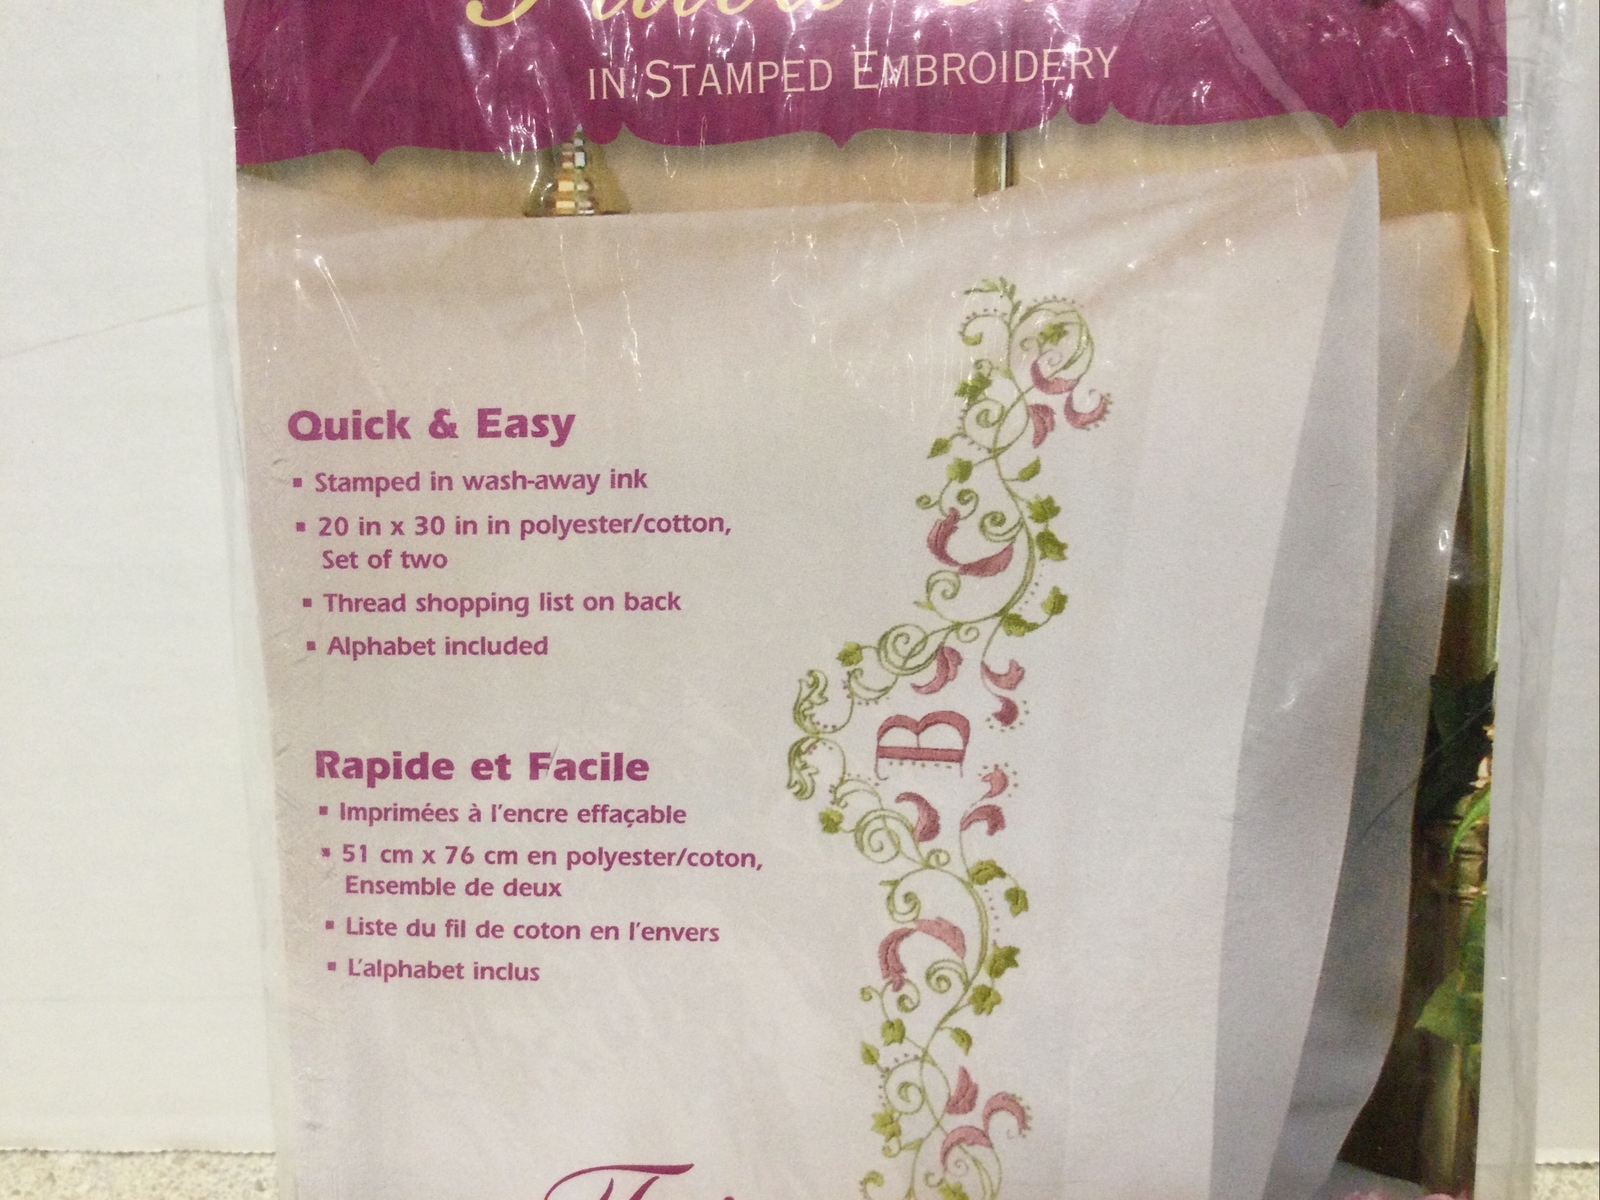 IN STAMPED EMBROIDERY
Quick & Easy
▪ Stamped in wash-away ink
▪ 20 in x 30 in in polyester/cotton,
Set of two
▪ Thread shopping list on back
▪ Alphabet included
B
Rapide et Facile
▪ Imprimées à l'encre effaçable
▪ 51 cm x 76 cm en polyester/coton,
Ensemble de deux
▪ Liste du fil de coton en l'envers
▪ L'alphabet inclus